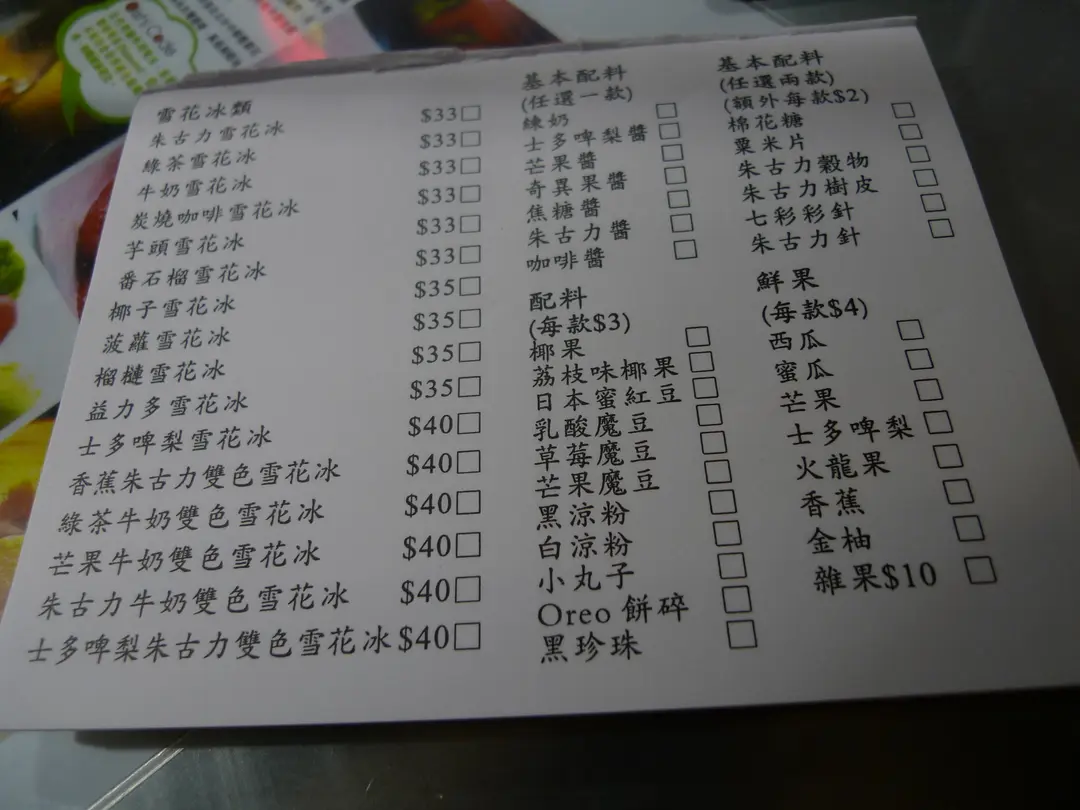 雪花冰類
朱古力雪花冰 $33□
綠茶雪花冰 $33□
牛奶雪花冰 $33□
炭燒咖啡雪花冰 $33□
芋頭雪花冰 $33□
番石榴雪花冰 $33□
椰子雪花冰 $35□
菠蘿雪花冰 $35□
榴槤雪花冰 $35□
益力多雪花冰 $35□
士多啤梨雪花冰 $40□
香蕉朱古力雙色雪花冰 $40□
綠茶牛奶雙色雪花冰 $40□
芒果牛奶雙色雪花冰 $40□
朱古力牛奶雙色雪花冰 $40□
士多啤梨朱古力雙色雪花冰 $40□
基本配料
(任選一款)
練奶 □
士多啤梨醬 □
芒果醬 □
奇異果醬 □
焦糖醬 □
朱古力醬 □
咖啡醬 □
配料
(每款$3)
椰果 □
荔枝味椰果 □
日本蜜紅豆 □
乳酸魔豆 □
草莓魔豆 □
芒果魔豆 □
黑涼粉 □
白涼粉 □
小丸子 □
Oreo 餅碎 □
黑珍珠 □
基本配料
(任選兩款)
(額外每款$2)
棉花糖 □
粟米片 □
朱古力穀物 □
朱古力樹皮 □
七彩彩針 □
朱古力針 □
鮮果
(每款$4)
西瓜 □
蜜瓜 □
芒果 □
士多啤梨 □
火龍果 □
香蕉 □
金柚 □
雜果$10 □